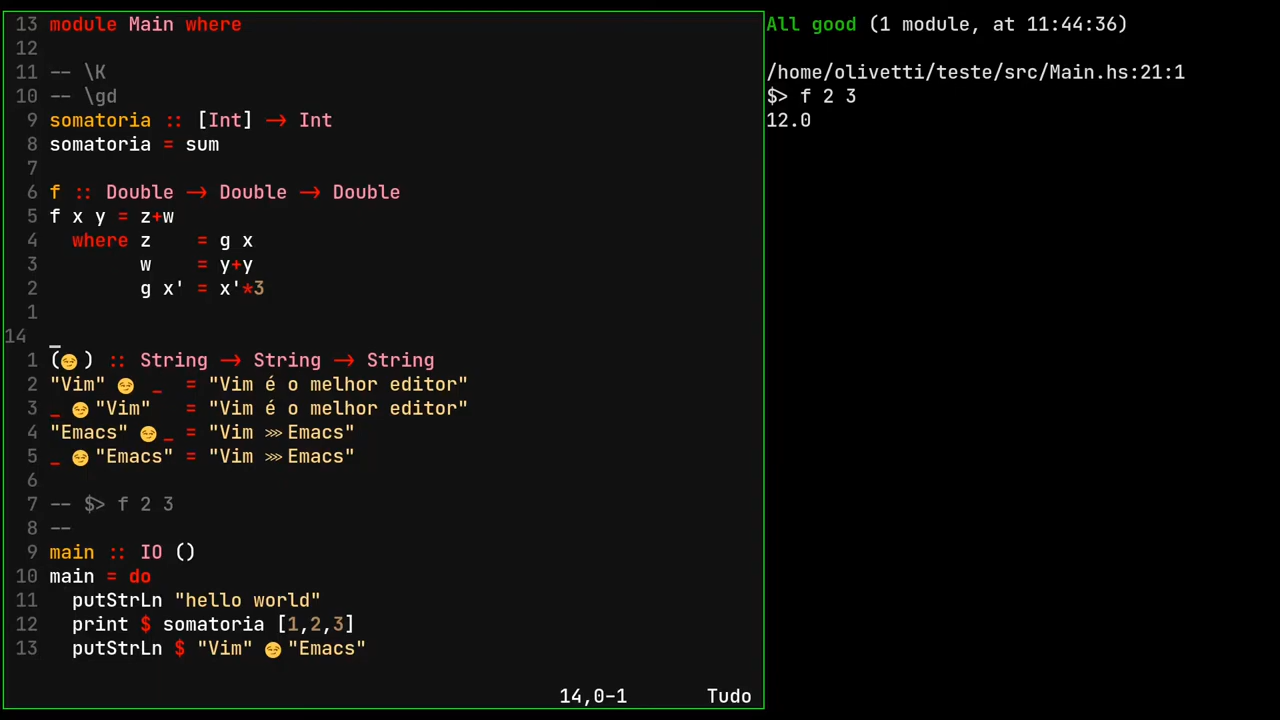 13 module Main where
12
11 -- \K
10 -- \gd
9 somatoria :: [Int] → Int
8 somatoria = sum
7
6 f :: Double → Double → Double
5 f x y = z+w
4   where z    = g x
3         w    = y+y
2         g x' = x'*3
1
14 _
1 (😏) :: String → String → String
2 "Vim" 😏 _  = "Vim é o melhor editor"
3 _ 😏 "Vim"   = "Vim é o melhor editor"
4 "Emacs" 😏 _ = "Vim >>> Emacs"
5 _ 😏 "Emacs" = "Vim >>> Emacs"
6
7 -- $> f 2 3
8 --
9 main :: IO ()
10 main = do
11   putStrLn "hello world"
12   print $ somatoria [1,2,3]
13   putStrLn $ "Vim" 😏 "Emacs"
14,0-1 Tudo
All good (1 module, at 11:44:36)
/home/olivetti/teste/src/Main.hs:21:1
$> f 2 3
12.0